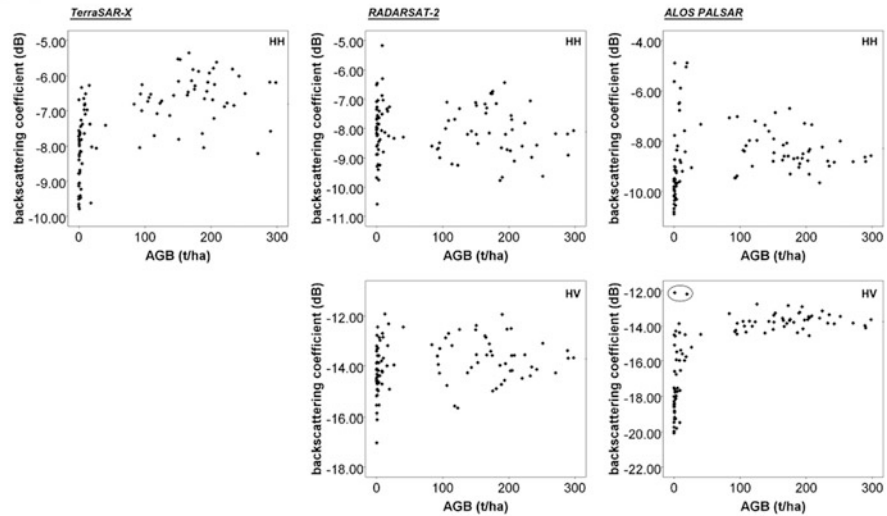 TerraSAR-X
RADARSAT-2
ALOS PALSAR
backscattering coefficient (dB)
-5.00
-6.00
-7.00
-8.00
-9.00
-10.00
HH
0 100 200 300
AGB (t/ha)
backscattering coefficient (dB)
-5.00
-6.00
-7.00
-8.00
-9.00
-10.00
-11.00
HH
0 100 200 300
AGB (t/ha)
backscattering coefficient (dB)
-4.00
-6.00
-8.00
-10.00
HH
0 100 200 300
AGB (t/ha)
backscattering coefficient (dB)
-12.00
-14.00
-16.00
-18.00
HV
0 100 200 300
AGB (t/ha)
backscattering coefficient (dB)
-12.00
-14.00
-16.00
-18.00
-20.00
-22.00
HV
0 100 200 300
AGB (t/ha)